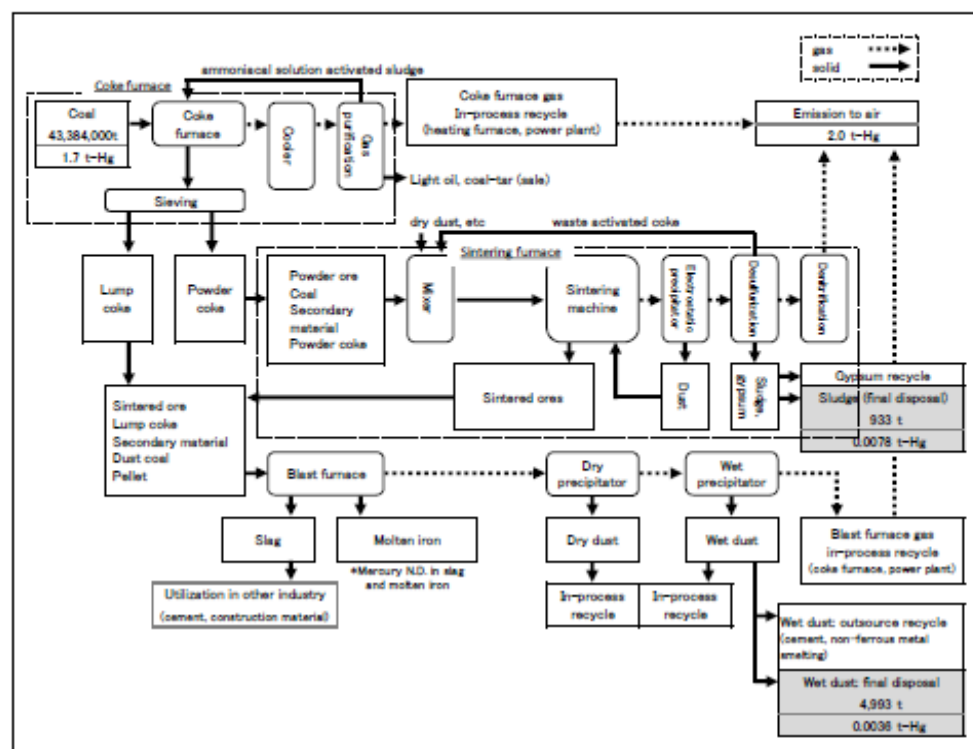 gas
solid
ammoniacal solution activated sludge
Coke furnace
Coal
43,384,000t
1.7 t-Hg
Coke
furnace
Cooler
Gas
purification
Coke furnace gas
In-process recycle
(heating furnace, power plant)
Emission to air
2.0 t-Hg
Light oil, coal-tar (sale)
Sieving
dry dust, etc
waste activated coke
Sintering furnace
Lump
coke
Powder
coke
Powder ore
Coal
Secondary
material
Powder coke
Mixer
Sintering
machine
Electrostatic
precipitator
Desulfurization
Denitrification
Sintered ores
Dust
Sludge,
gypsum
Gypsum recycle
Sludge (final disposal)
933 t
0.0078 t-Hg
Sintered ore
Lump coke
Secondary material
Dust coal
Pellet
Blast furnace
Dry
precipitator
Wet
precipitator
Slag
Molten iron
*Mercury N.D. in slag
and molten iron
Dry dust
Wet dust
Blast furnace gas
in-process recycle
(coke furnace, power plant)
Utilization in other industry
(cement, construction material)
In-process
recycle
In-process
recycle
Wet dust: outsource recycle
(cement, non-ferrous metal
smelting)
Wet dust: final disposal
4,993 t
0.0036 t-Hg